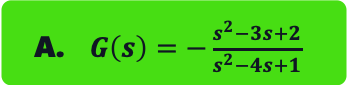 A. G(s) = − (s²−3s+2)/(s²−4s+1)